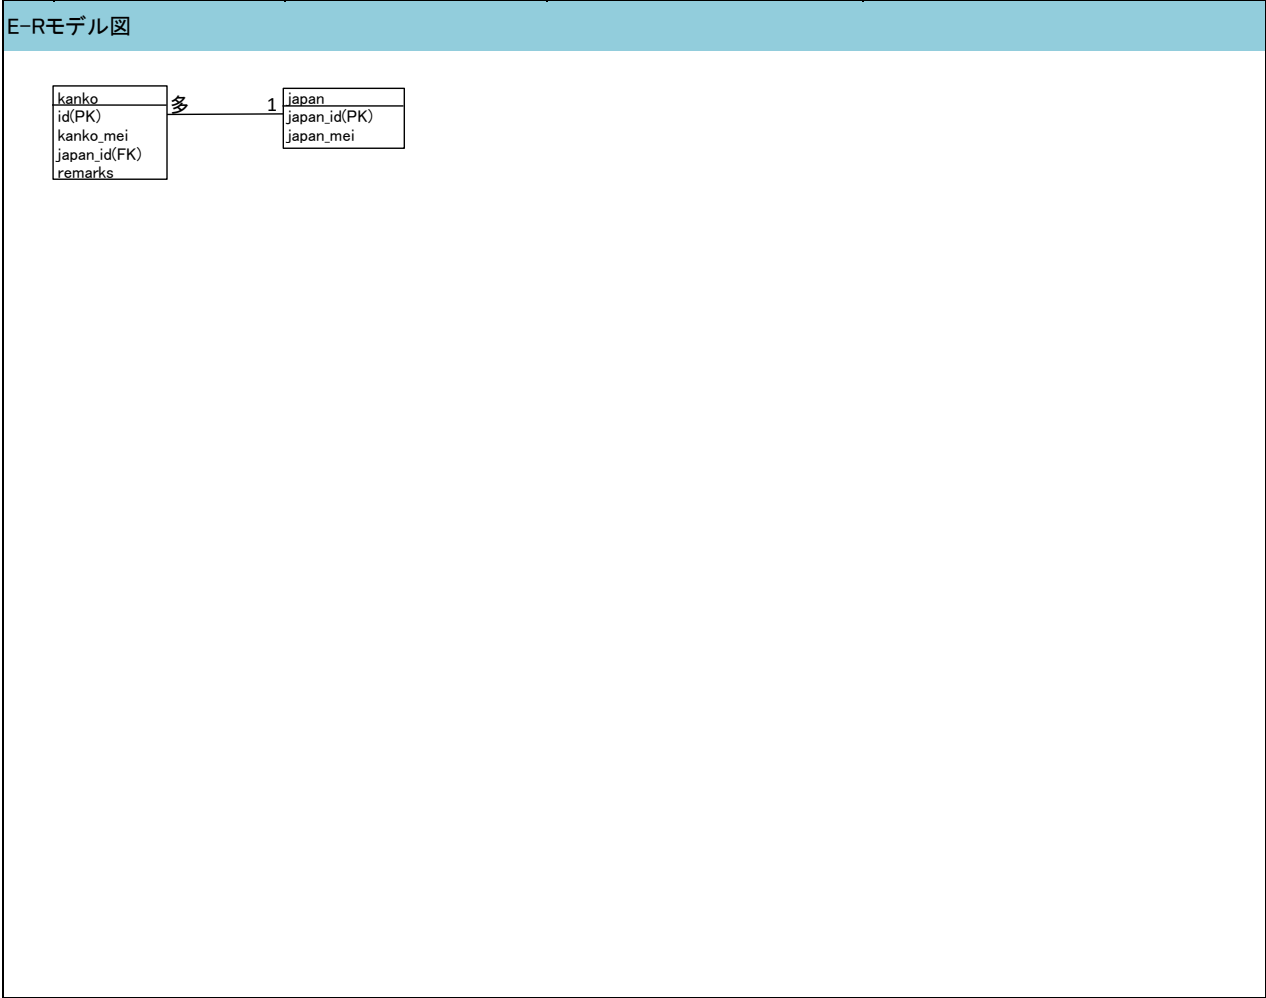 E-Rモデル図
kanko
id(PK)
kanko_mei
japan_id(FK)
remarks
多
1
japan
japan_id(PK)
japan_mei